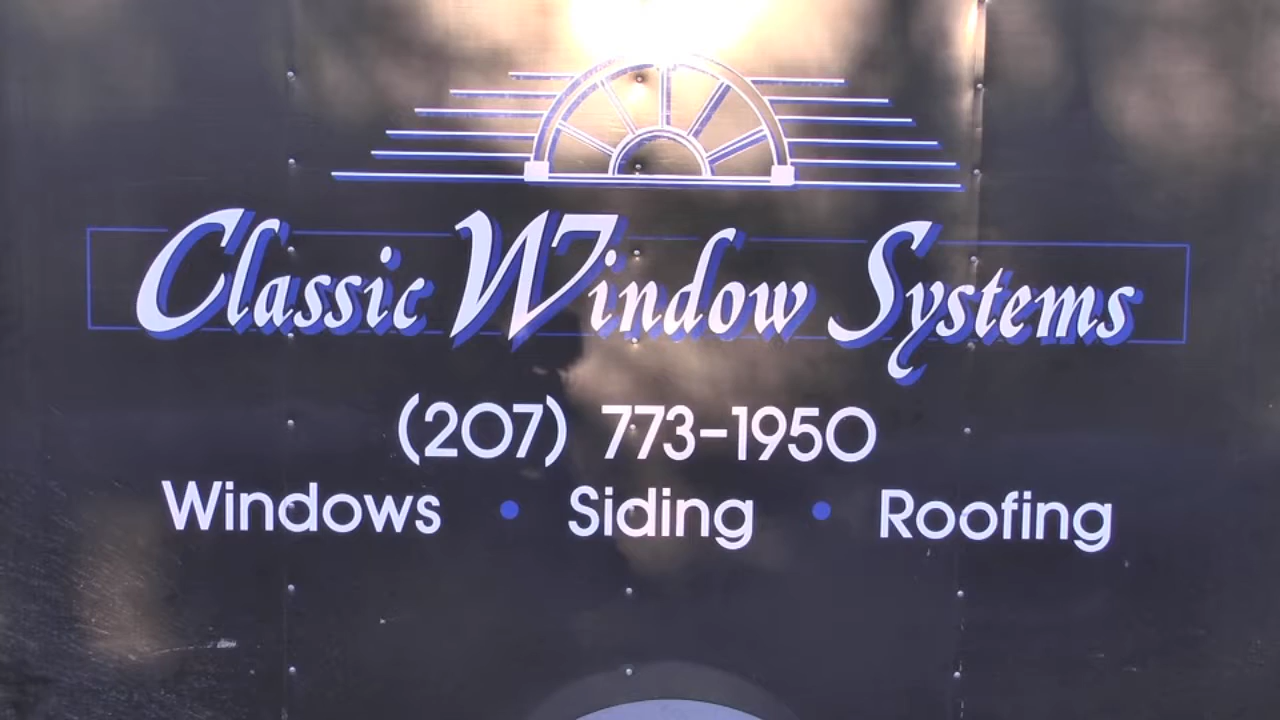 Classic Window Systems
(207) 773-1950
Windows • Siding • Roofing